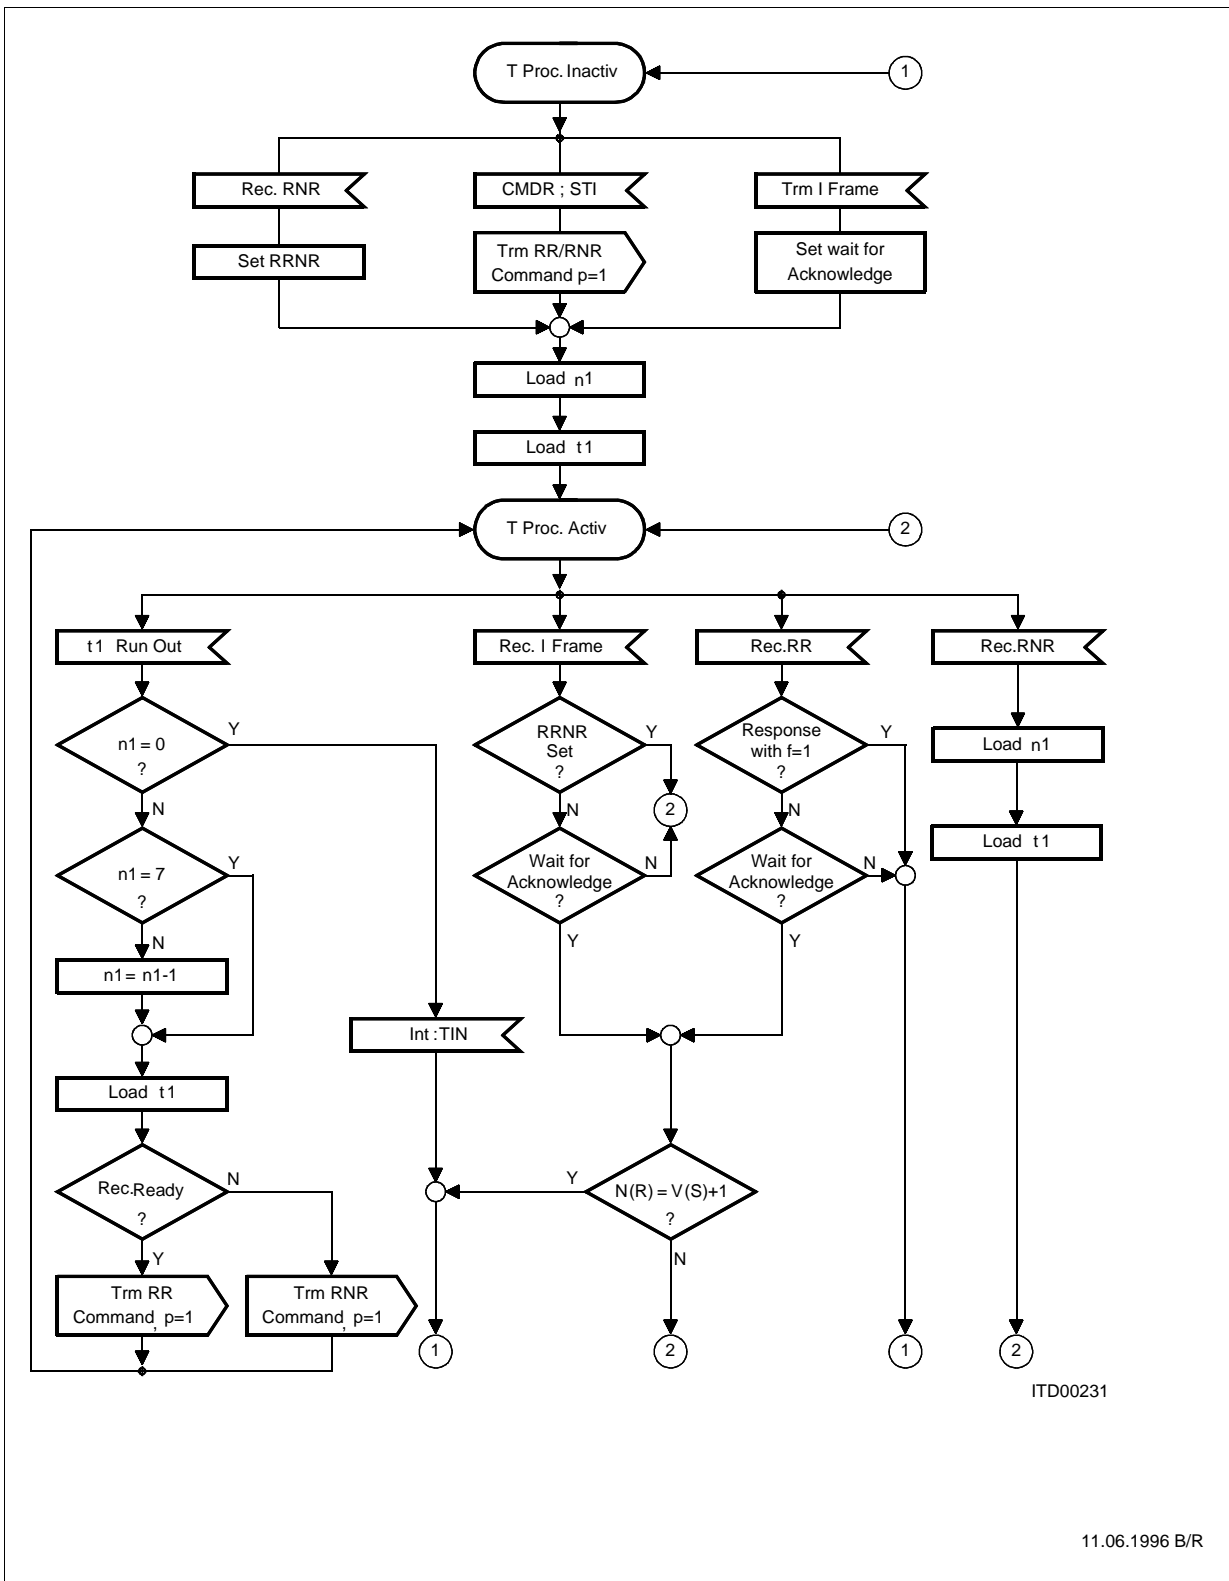 T Proc. Inactiv
1
Rec. RNR
CMDR ; STI
Trm I Frame
Set RRNR
Trm RR/RNR
Command p=1
Set wait for
Acknowledge
Load n1
Load t1
T Proc. Activ
2
t1 Run Out
Rec. I Frame
Rec.RR
Rec.RNR
n1 = 0
?
Y
N
RRNR
Set
?
Y
N
2
Response
with f=1
?
Y
N
Load n1
Load t1
n1 = 7
?
Y
N
Wait for
Acknowledge
?
N
Y
Wait for
Acknowledge
?
N
Y
n1 = n1-1
Int : TIN
Load t1
Rec.Ready
?
N
Y
N(R) = V(S)+1
?
Y
N
Trm RR
Command, p=1
Trm RNR
Command, p=1
1
2
1
2
ITD00231
11.06.1996 B/R